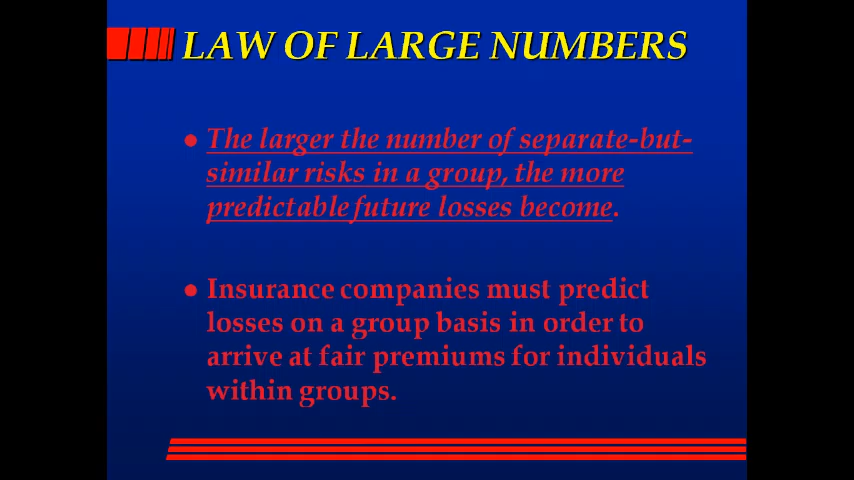 LAW OF LARGE NUMBERS
The larger the number of separate-but-
similar risks in a group, the more
predictable future losses become.
Insurance companies must predict
losses on a group basis in order to
arrive at fair premiums for individuals
within groups.